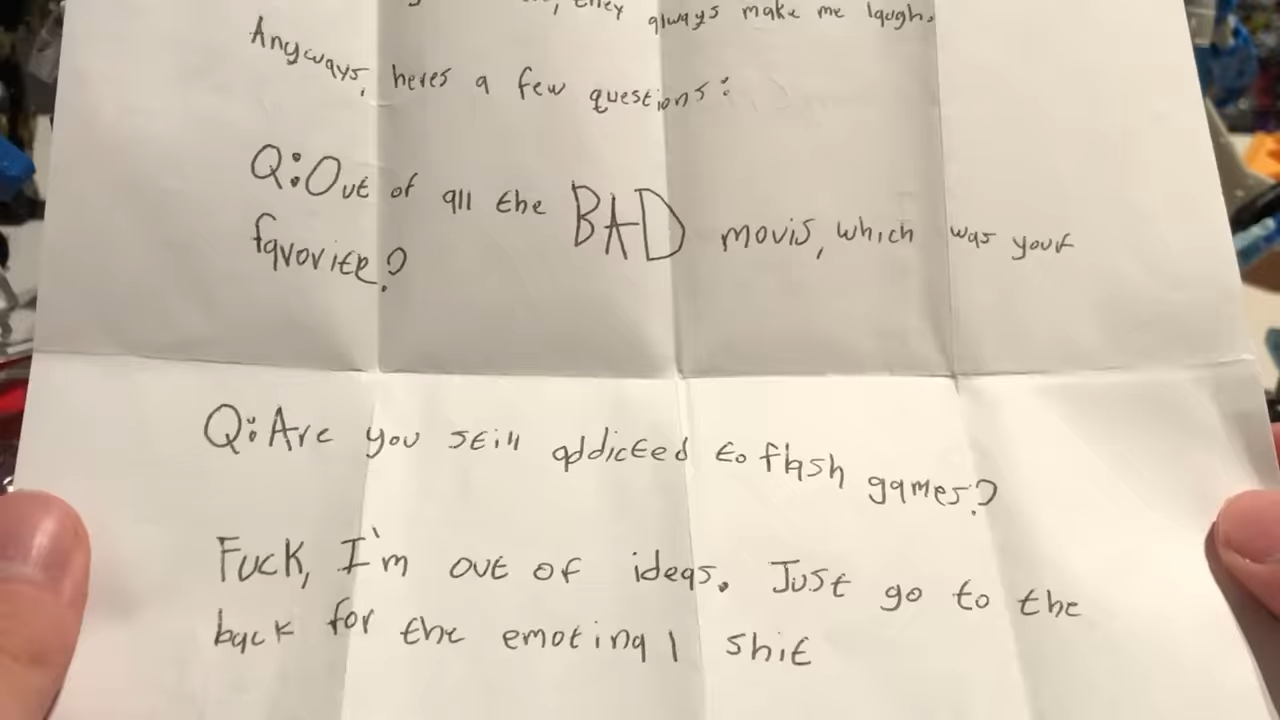 they always make me laugh.
Anyways, heres a few questions:
Q: Out of all the BAD movis, which was your
favorite?
Q: Are you still addicted to flash games?
Fuck, I'm out of ideas. Just go to the
back for the emotinal shit